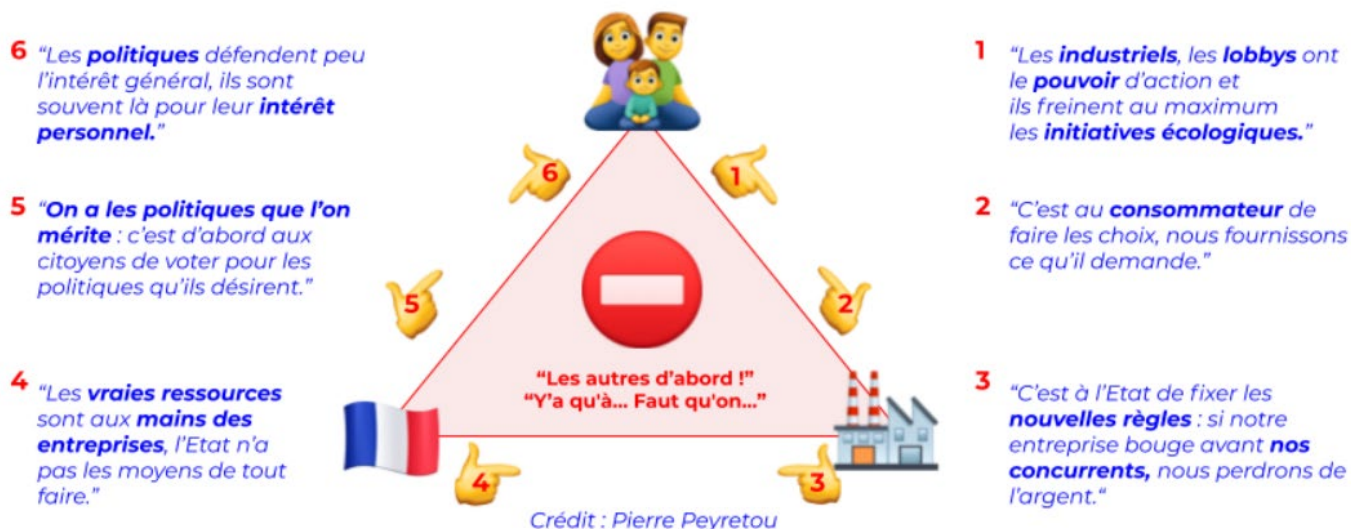 6 “Les politiques défendent peu
l’intérêt général, ils sont
souvent là pour leur intérêt
personnel.”
1 “Les industriels, les lobbys ont
le pouvoir d’action et
ils freinent au maximum
les initiatives écologiques.”
6
1
5 “On a les politiques que l’on
mérite : c’est d’abord aux
citoyens de voter pour les
politiques qu’ils désirent.”
2 “C’est au consommateur de
faire les choix, nous fournissons
ce qu’il demande.”
5
2
4 “Les vraies ressources
sont aux mains des
entreprises, l’Etat n’a
pas les moyens de tout
faire.”
“Les autres d’abord !”
“Y’a qu’à... Faut qu’on...”
3 “C’est à l’Etat de fixer les
nouvelles règles : si notre
entreprise bouge avant nos
concurrents, nous perdrons de
l’argent.“
4
3
Crédit : Pierre Peyretou